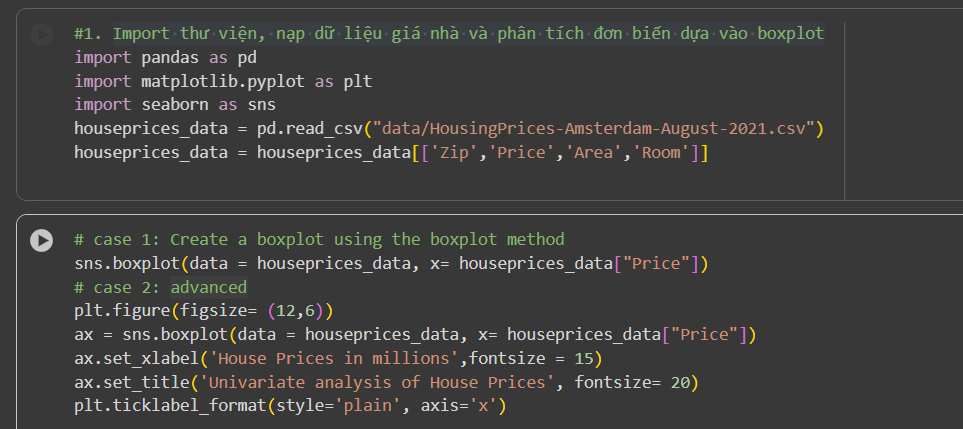 #1. Import thư viện, nạp dữ liệu giá nhà và phân tích đơn biến dựa vào boxplot
import pandas as pd
import matplotlib.pyplot as plt
import seaborn as sns
houseprices_data = pd.read_csv("data/HousingPrices-Amsterdam-August-2021.csv")
houseprices_data = houseprices_data[['Zip','Price','Area','Room']]
# case 1: Create a boxplot using the boxplot method
sns.boxplot(data = houseprices_data, x= houseprices_data["Price"])
# case 2: advanced
plt.figure(figsize= (12,6))
ax = sns.boxplot(data = houseprices_data, x= houseprices_data["Price"])
ax.set_xlabel('House Prices in millions',fontsize = 15)
ax.set_title('Univariate analysis of House Prices', fontsize= 20)
plt.ticklabel_format(style='plain', axis='x')